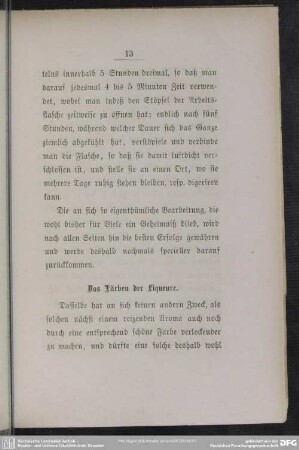 13
telns innerhalb 5 Stunden dreimal, so daß man
darauf jedesmal 4 bis 5 Minuten Zeit verwen-
det, wobei man indeß den Stöpsel der Arbeits-
flasche zeitweise zu öffnen hat; endlich nach fünf
Stunden, während welcher Dauer sich das Ganze
ziemlich abgekühlt hat, verstöpsele und verbinde
man die Flasche, so daß sie damit luftdicht ver-
schlossen ist, und stelle sie an einen Ort, wo sie
mehrere Tage ruhig stehen bleiben, resp. digeriren
kann
Die an sich so eigenthümliche Bearbeitung, die
wohl bisher für Viele ein Geheimniß blieb, wird
nach allen Seiten hin die besten Erfolge gewähren
und werde deshalb nochmals specieller darauf
zurückkommen.
Das Färben der Liqueure.
Dasselbe hat an sich keinen andern Zweck, als
solchen nächst einem reizenden Aroma auch noch
durch eine entsprechend schöne Farbe verlockender
zu machen, und dürfte eine solche deshalb wohl